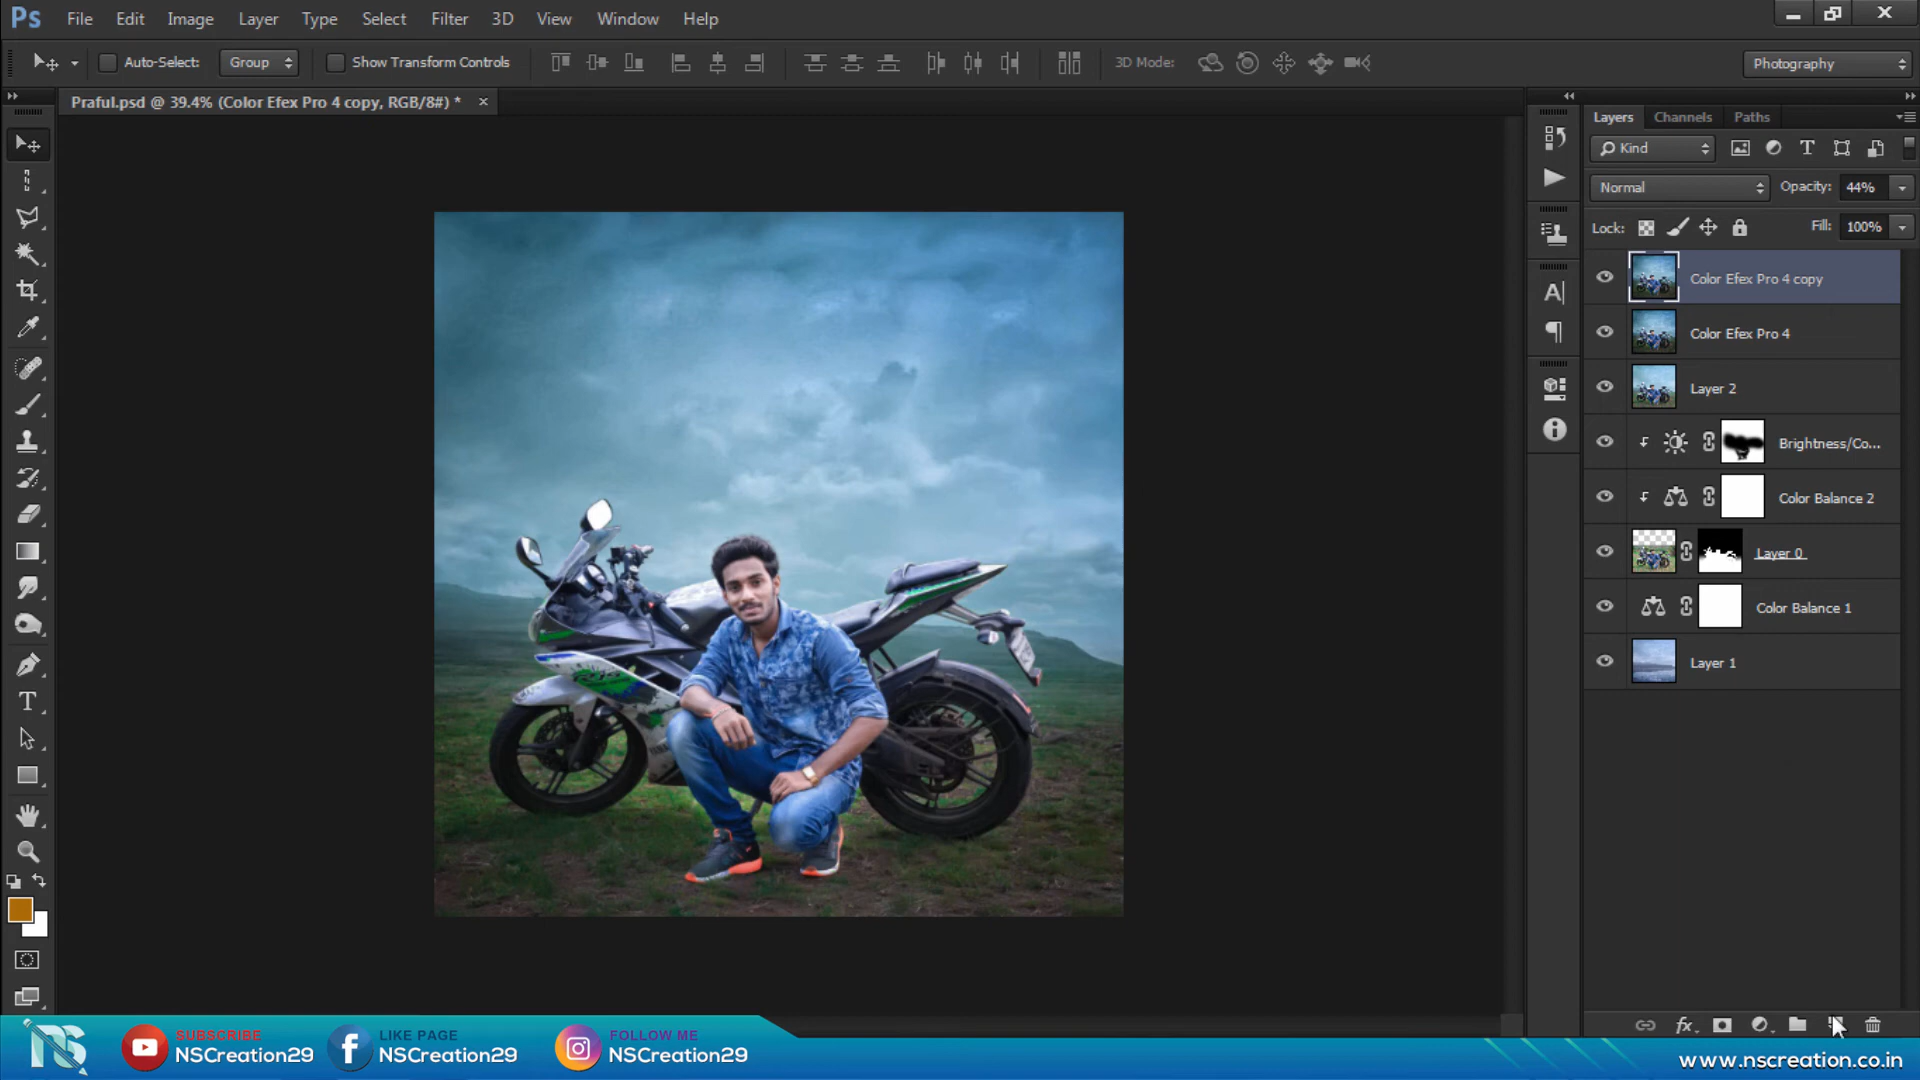 Ps File Edit Image Layer Type Select Filter 3D View Window Help
Auto-Select: Group Show Transform Controls 3D Mode: Photography
Praful.psd @ 39.4% (Color Efex Pro 4 copy, RGB/8#) * ×
Layers Channels Paths
Kind
Normal Opacity: 44%
Lock: Fill: 100%
Color Efex Pro 4 copy
Color Efex Pro 4
Layer 2
Brightness/Co...
Color Balance 2
Layer 0
Color Balance 1
Layer 1
fx
NS
SUBSCRIBE
NSCreation29
LIKE PAGE
NSCreation29
FOLLOW ME
NSCreation29
www.nscreation.co.in